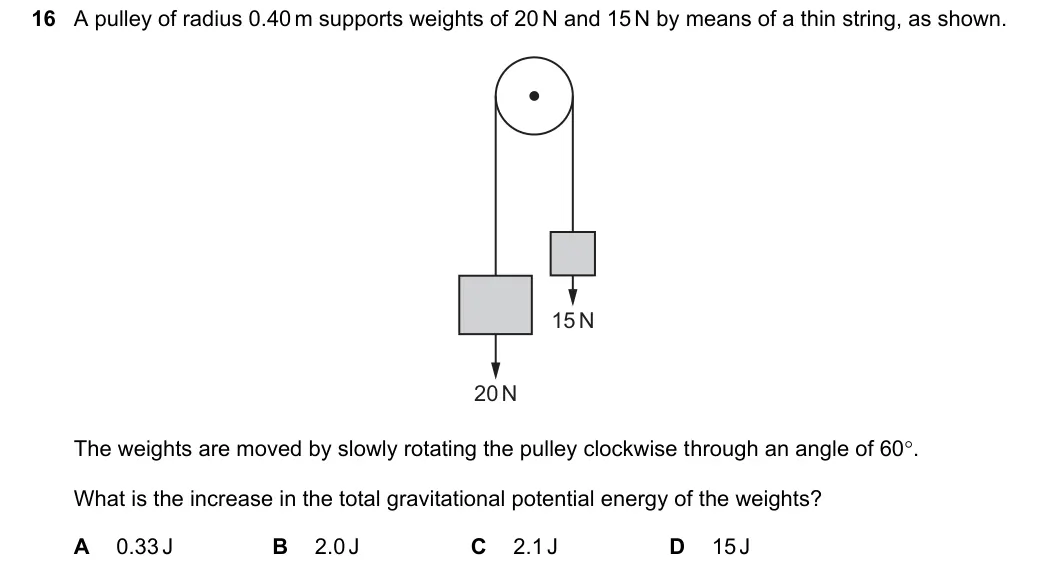 16 A pulley of radius 0.40 m supports weights of 20 N and 15 N by means of a thin string, as shown.
15 N
20 N
The weights are moved by slowly rotating the pulley clockwise through an angle of 60°.
What is the increase in the total gravitational potential energy of the weights?
A 0.33 J B 2.0 J C 2.1 J D 15 J